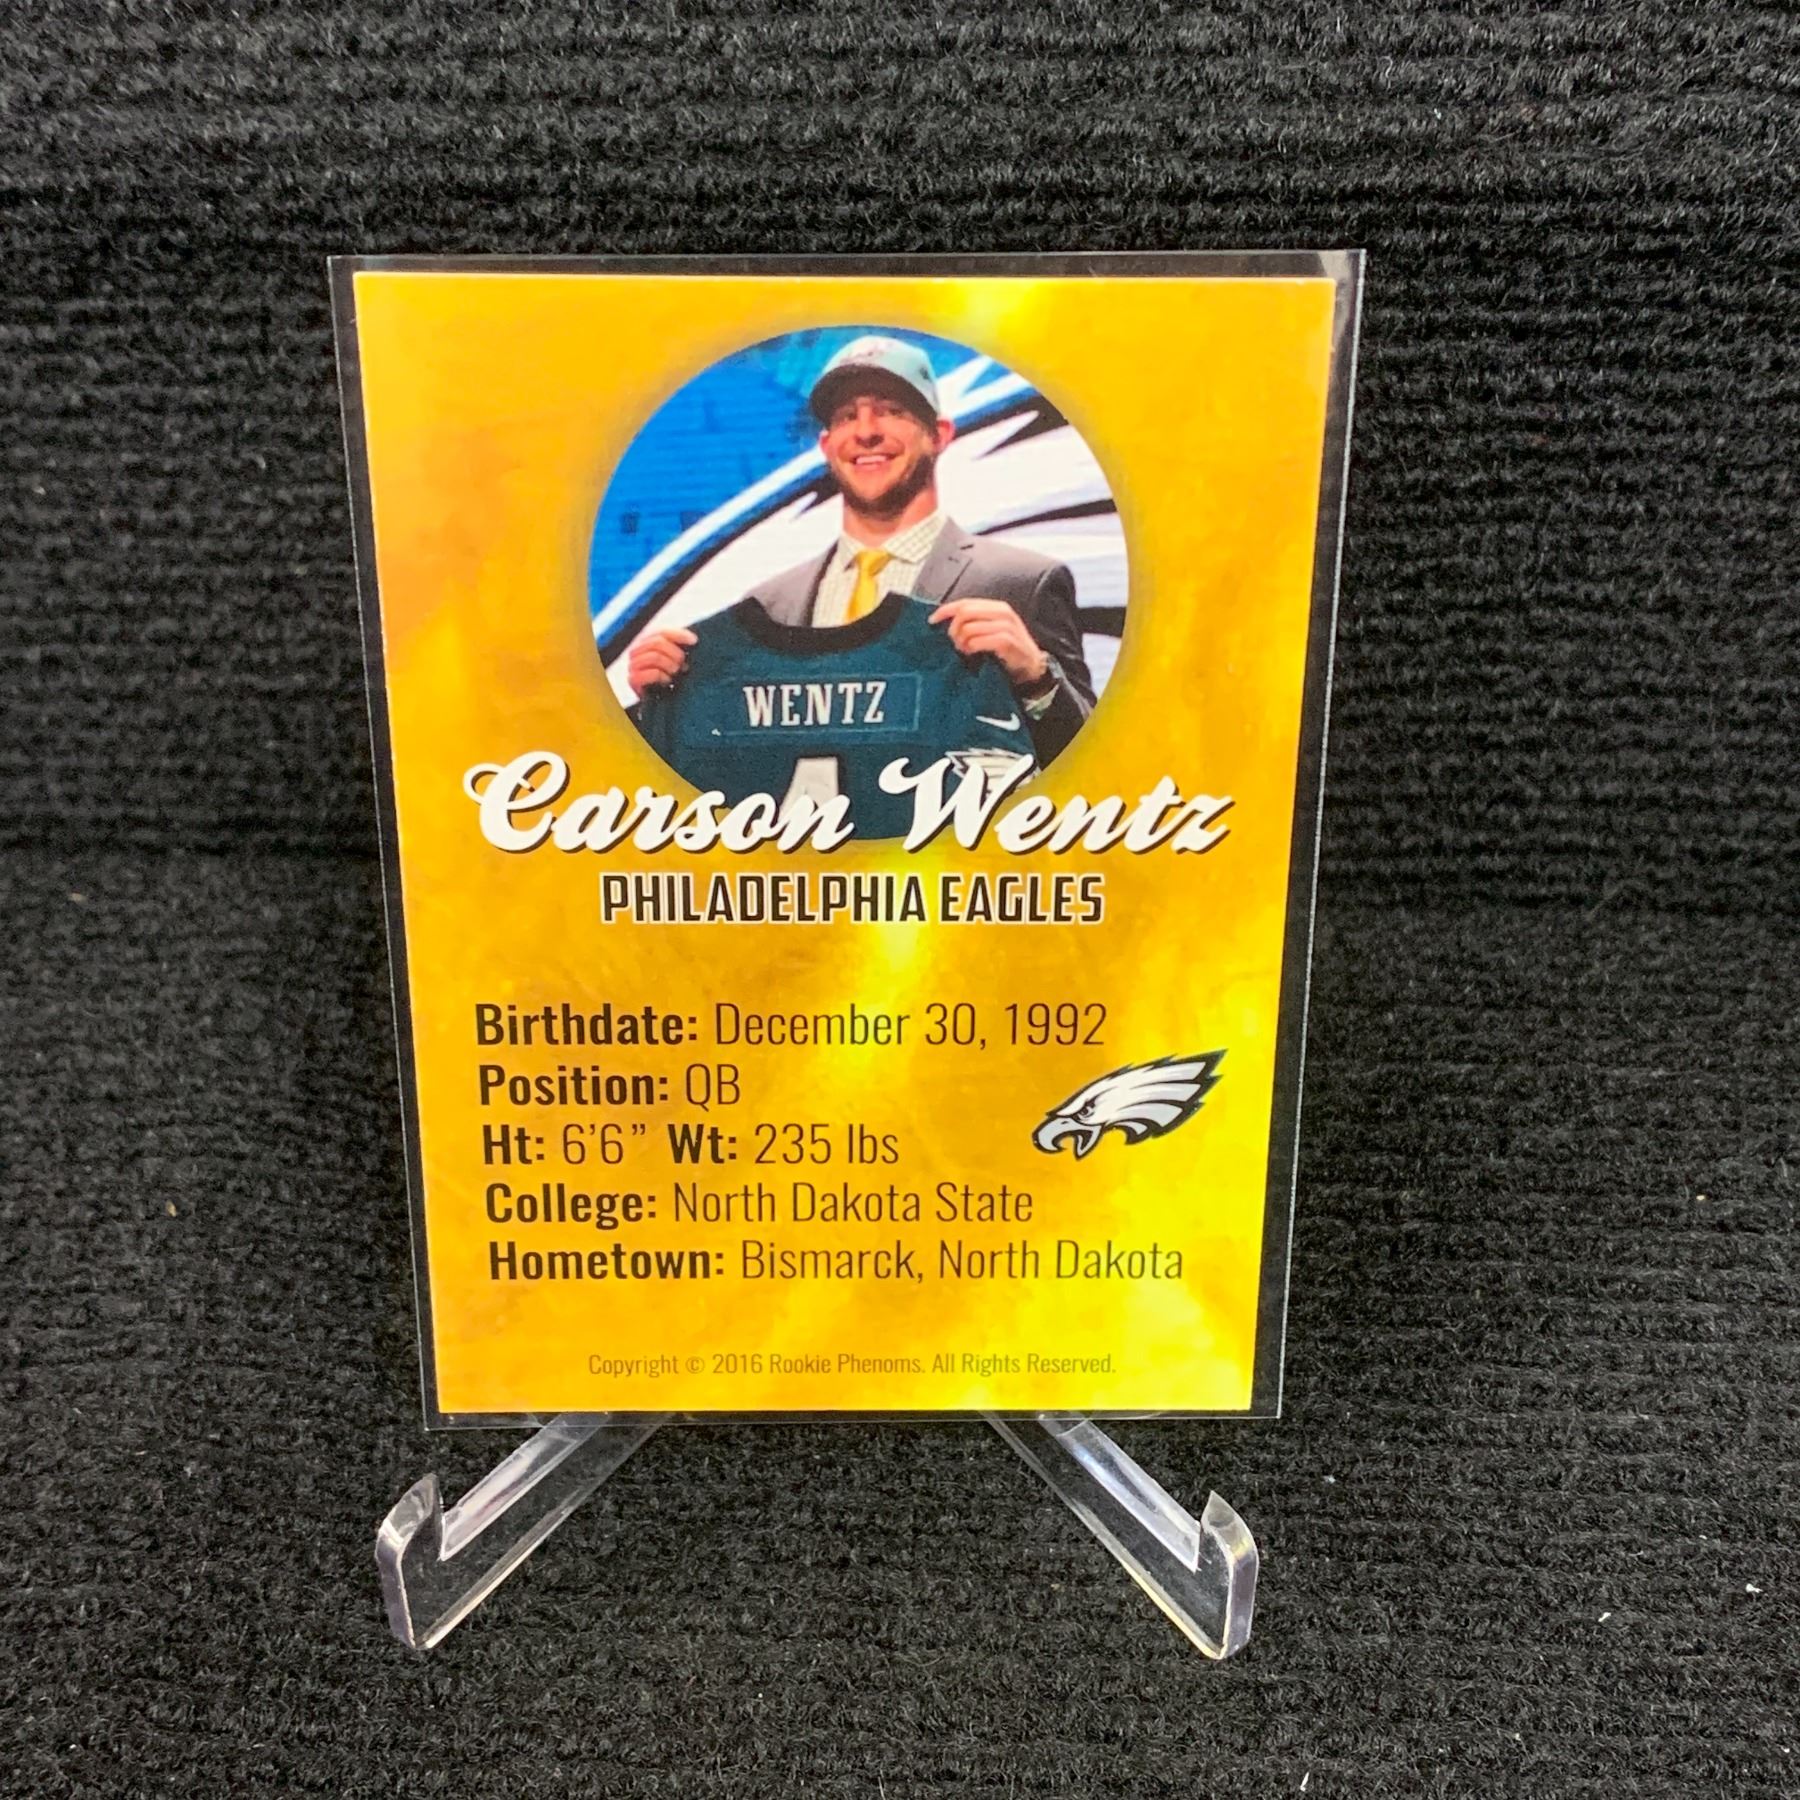 WENTZ
Carson Wentz
PHILADELPHIA EAGLES
Birthdate: December 30, 1992
Position: QB
Ht: 6'6” Wt: 235 lbs
College: North Dakota State
Hometown: Bismarck, North Dakota
Copyright © 2016 Rookie Phenoms. All Rights Reserved.